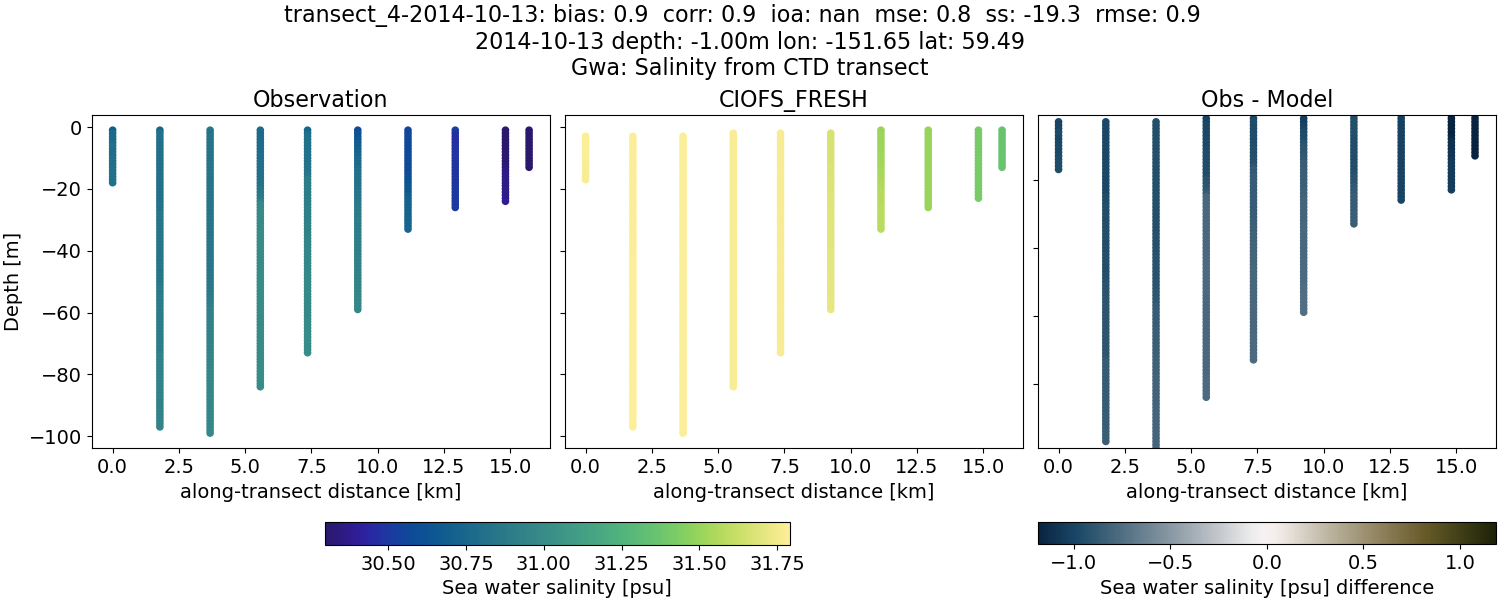 transect_4-2014-10-13: bias: 0.9  corr: 0.9  ioa: nan  mse: 0.8  ss: -19.3  rmse: 0.9
2014-10-13 depth: -1.00m lon: -151.65 lat: 59.49
Gwa: Salinity from CTD transect
Observation
CIOFS_FRESH
Obs - Model
Depth [m]
0
−20
−40
−60
−80
−100
0.0 2.5 5.0 7.5 10.0 12.5 15.0
0.0 2.5 5.0 7.5 10.0 12.5 15.0
0.0 2.5 5.0 7.5 10.0 12.5 15.0
along-transect distance [km]
along-transect distance [km]
along-transect distance [km]
30.50 30.75 31.00 31.25 31.50 31.75
Sea water salinity [psu]
−1.0 −0.5 0.0 0.5 1.0
Sea water salinity [psu] difference